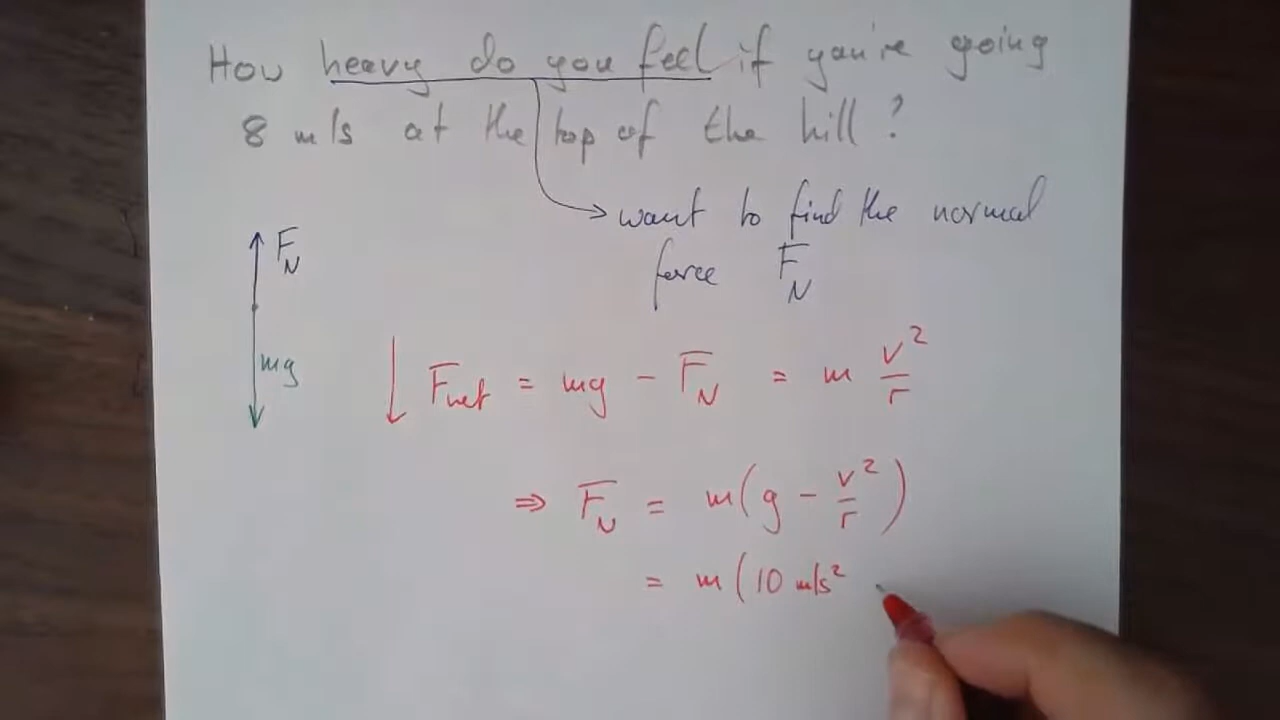 How heavy do you feel if you're going
8 m/s at the top of the hill?
want to find the normal
force F_N
F_N
mg
F_net = mg - F_N = m v²/r
⇒ F_N = m(g - v²/r)
= m(10 m/s²